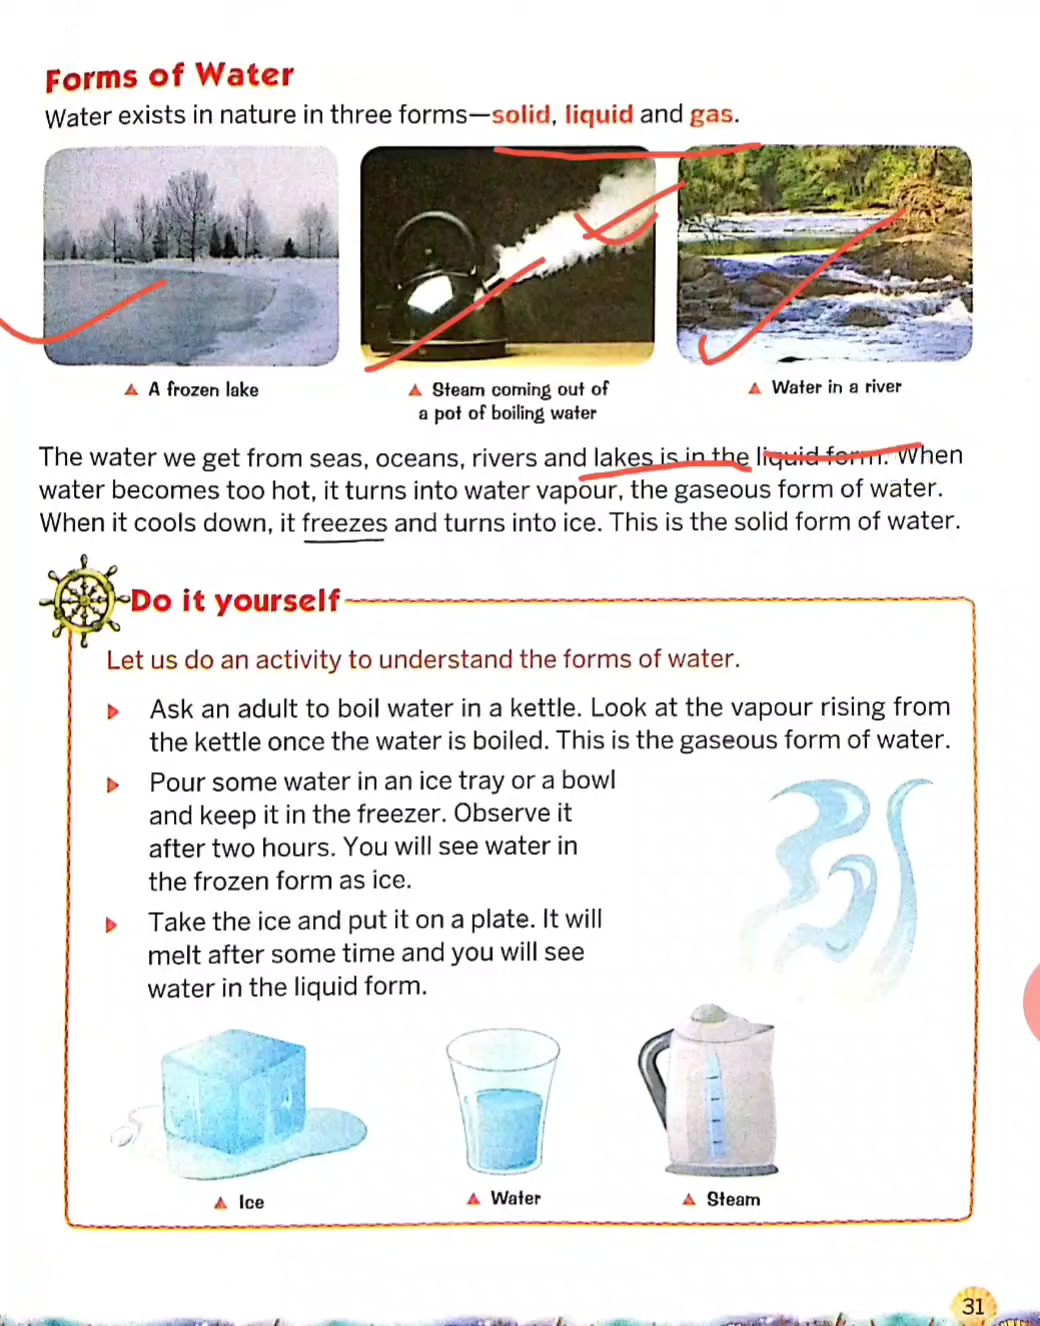 Forms of Water
Water exists in nature in three forms—solid, liquid and gas.
A frozen lake
Steam coming out of
a pot of boiling water
Water in a river
The water we get from seas, oceans, rivers and lakes is in the liquid form. When
water becomes too hot, it turns into water vapour, the gaseous form of water.
When it cools down, it freezes and turns into ice. This is the solid form of water.
Do it yourself
Let us do an activity to understand the forms of water.
Ask an adult to boil water in a kettle. Look at the vapour rising from
the kettle once the water is boiled. This is the gaseous form of water.
Pour some water in an ice tray or a bowl
and keep it in the freezer. Observe it
after two hours. You will see water in
the frozen form as ice.
Take the ice and put it on a plate. It will
melt after some time and you will see
water in the liquid form.
Ice
Water
Steam
31